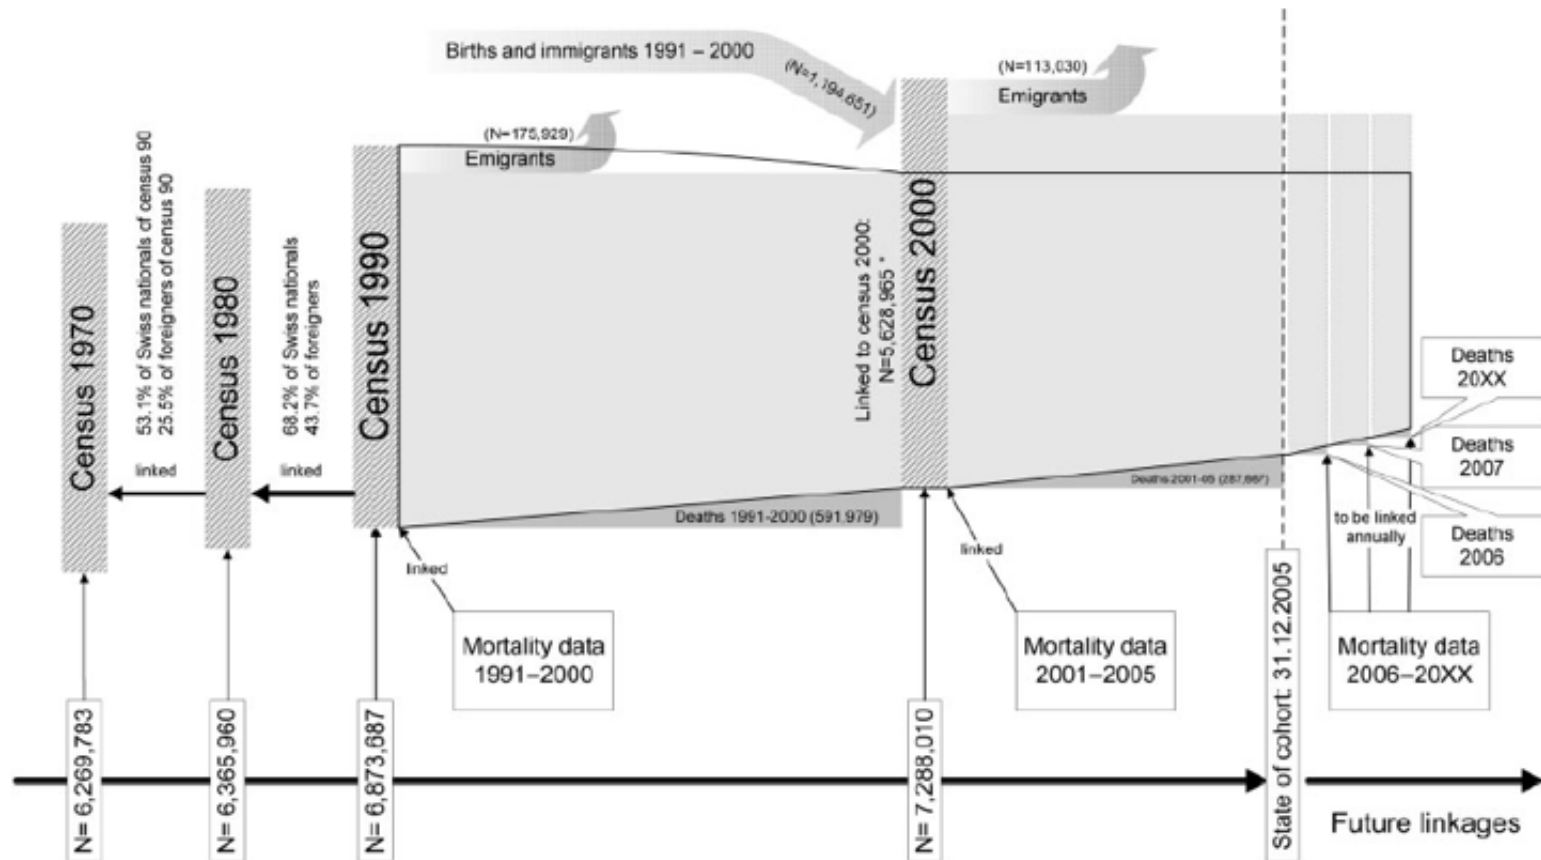 Births and immigrants 1991 – 2000
(N=1,194,651)
(N=113,030)
Emigrants
(N=175,929)
Emigrants
Census 1970
53.1% of Swiss nationals of census 90
25.5% of foreigners of census 90
linked
Census 1980
68.2% of Swiss nationals
43.7% of foreigners
linked
Census 1990
Linked to census 2000:
N=5,628,965 *
Census 2000
Deaths 1991-2000 (591,979)
Deaths 2001-05
linked
linked
Mortality data
1991–2000
Mortality data
2001–2005
to be linked
annually
Mortality data
2006–20XX
Deaths
20XX
Deaths
2007
Deaths
2006
N= 6,269,783
N= 6,365,960
N= 6,873,687
N= 7,288,010
State of cohort: 31.12.2005
Future linkages